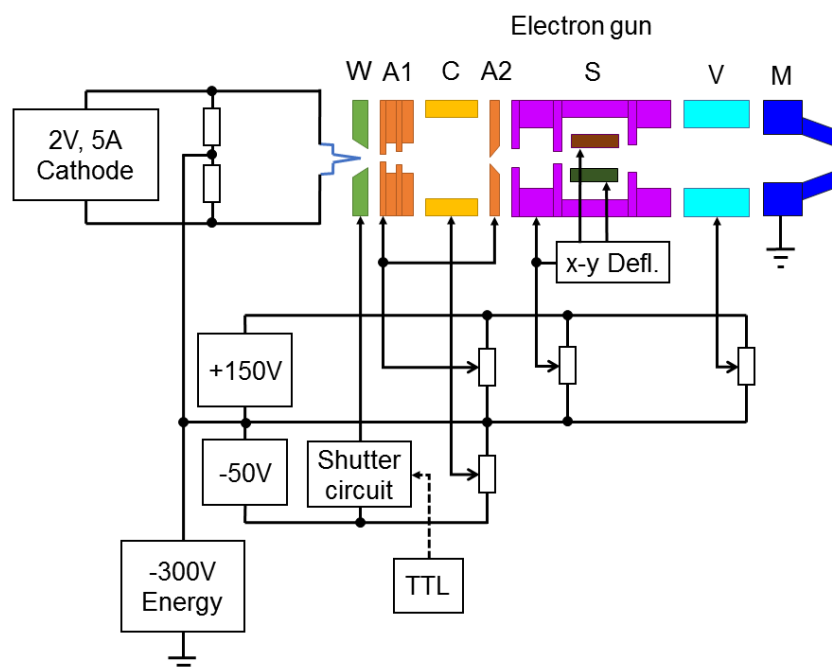 Electron gun
W A1 C A2 S V M
2V, 5A
Cathode
x-y Defl.
+150V
-50V
Shutter
circuit
-300V
Energy
TTL